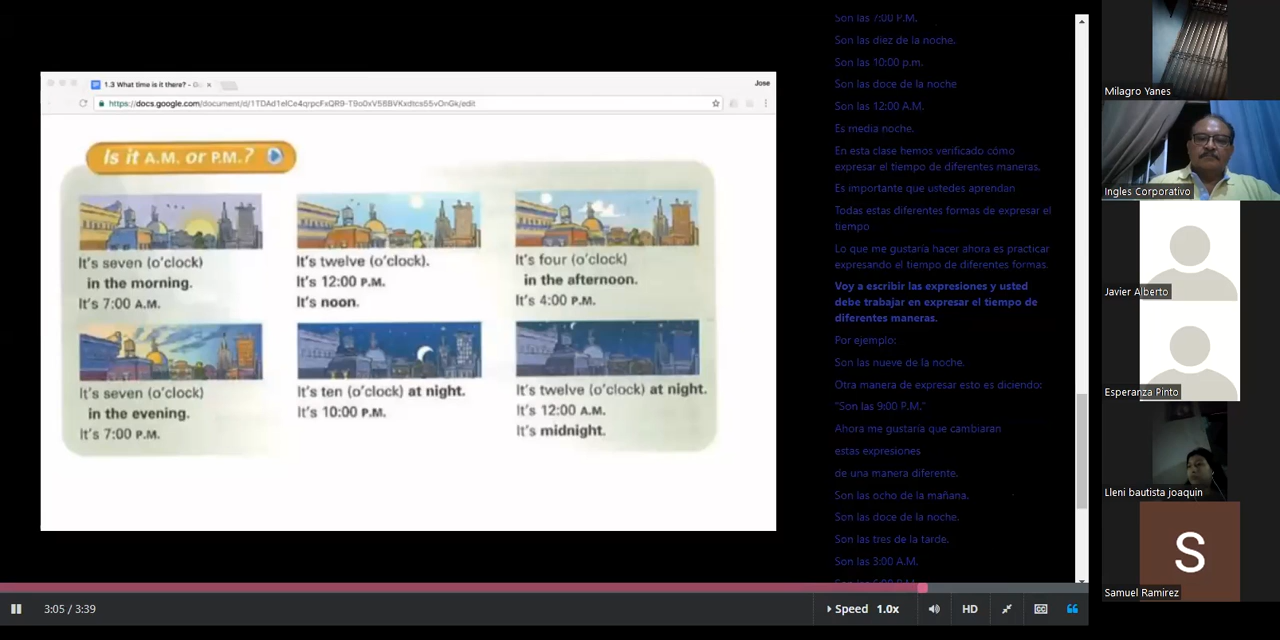 1.3 What time is it there? - G
Jose
https://docs.google.com/document/d/1TDAd1elCe4qrpcFxQR9-T9o0xV58BVKxdtcs55vOnGk/edit
Is it A.M. or P.M.?
It's seven (o'clock)
in the morning.
It's 7:00 A.M.
It's twelve (o'clock).
It's 12:00 P.M.
It's noon.
It's four (o'clock)
in the afternoon.
It's 4:00 P.M.
It's seven (o'clock)
in the evening.
It's 7:00 P.M.
It's ten (o'clock) at night.
It's 10:00 P.M.
It's twelve (o'clock) at night.
It's 12:00 A.M.
It's midnight.
Son las 7:00 P.M.
Son las diez de la noche.
Son las 10:00 p.m.
Son las doce de la noche
Son las 12:00 A.M.
Es media noche.
En esta clase hemos verificado cómo
expresar el tiempo de diferentes maneras.
Es importante que ustedes aprendan
Todas estas diferentes formas de expresar el
tiempo
Lo que me gustaría hacer ahora es practicar
expresando el tiempo de diferentes formas.
Voy a escribir las expresiones y usted
debe trabajar en expresar el tiempo de
diferentes maneras.
Por ejemplo:
Son las nueve de la noche.
Otra manera de expresar esto es diciendo:
"Son las 9:00 P.M."
Ahora me gustaría que cambiaran
estas expresiones
de una manera diferente.
Son las ocho de la mañana.
Son las doce de la noche.
Son las tres de la tarde.
Son las 3:00 A.M.
3:05 / 3:39
Speed 1.0x
HD
Milagro Yanes
Ingles Corporativo
Javier Alberto
Esperanza Pinto
Lleni bautista joaquin
S
Samuel Ramirez